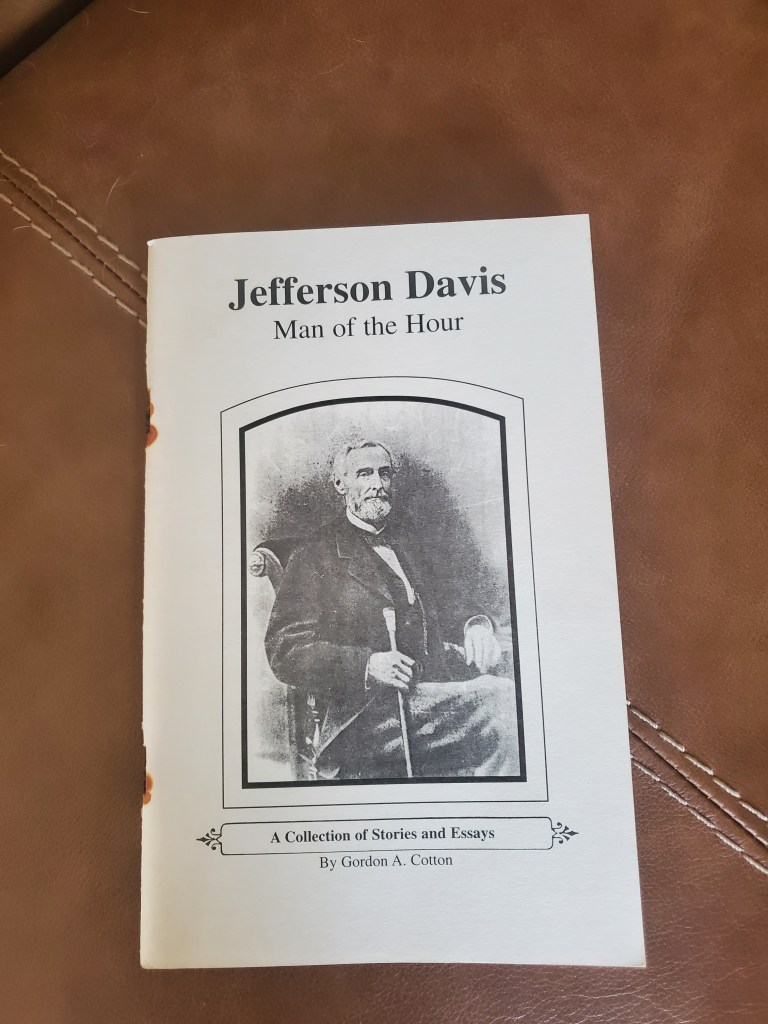 Jefferson Davis
Man of the Hour
A Collection of Stories and Essays
By Gordon A. Cotton